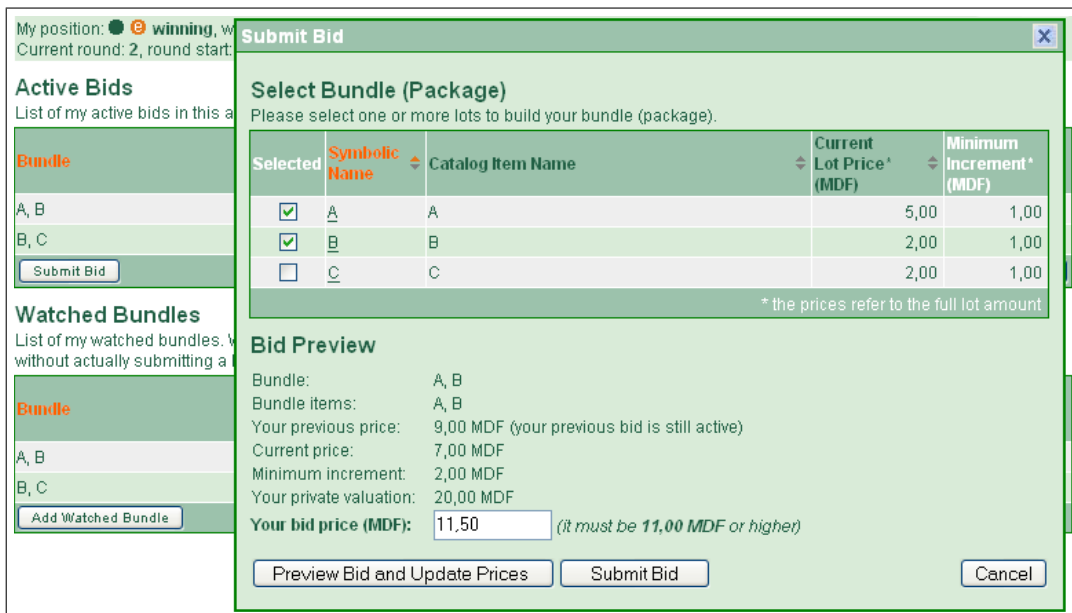 My position: winning, w
Current round: 2, round start:
Active Bids
List of my active bids in this a
Bundle
A, B
B, C
Submit Bid
Watched Bundles
List of my watched bundles. W
without actually submitting a
Bundle
A, B
B, C
Add Watched Bundle
Submit Bid
Select Bundle (Package)
Please select one or more lots to build your bundle (package).
Selected Symbolic Name Catalog Item Name Current Lot Price* (MDF) Minimum Increment* (MDF)
A A 5,00 1,00
B B 2,00 1,00
C C 2,00 1,00
* the prices refer to the full lot amount
Bid Preview
Bundle: A, B
Bundle items: A, B
Your previous price: 9,00 MDF (your previous bid is still active)
Current price: 7,00 MDF
Minimum increment: 2,00 MDF
Your private valuation: 20,00 MDF
Your bid price (MDF): 11,50 (it must be 11,00 MDF or higher)
Preview Bid and Update Prices Submit Bid Cancel